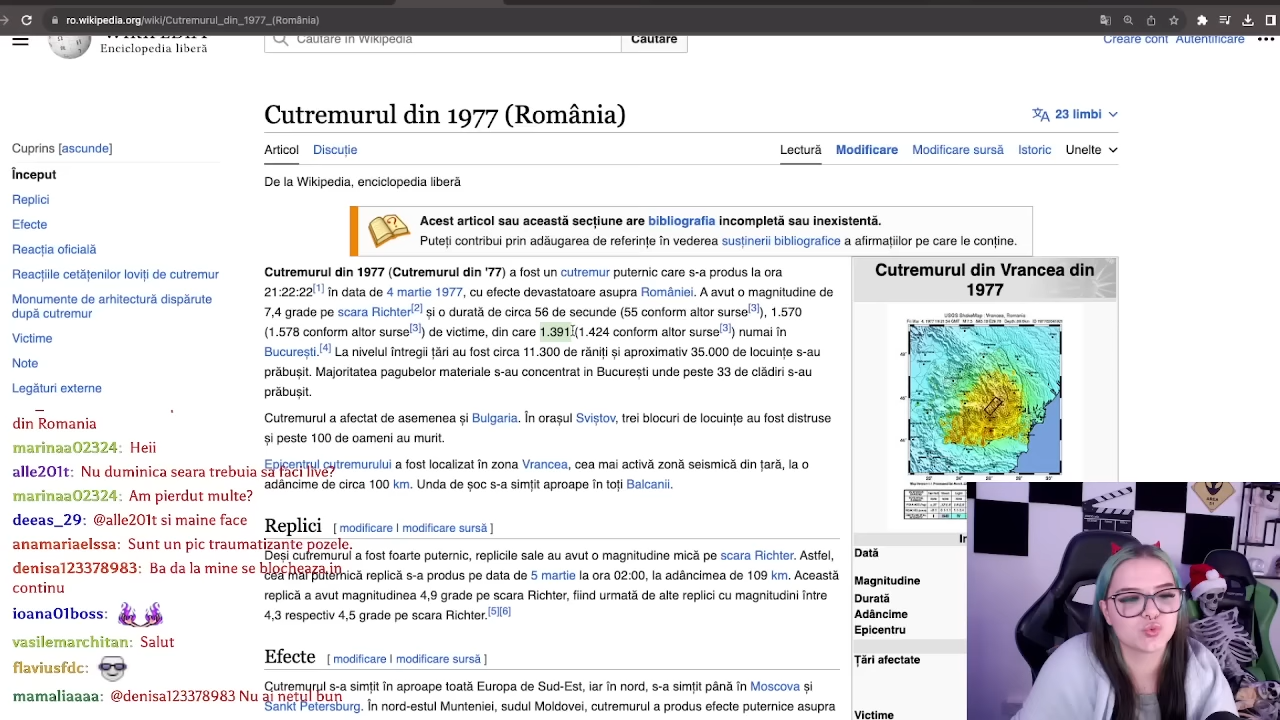 ro.wikipedia.org/wiki/Cutremurul_din_1977_(România)
WIKIPEDIA
Enciclopedia liberă
Căutare în Wikipedia
Căutare
Creare cont Autentificare
Cutremurul din 1977 (România)
23 limbi
Cuprins [ascunde]
Articol Discuție
Lectură Modificare Modificare sursă Istoric Unelte
Început
De la Wikipedia, enciclopedia liberă
Replici
Efecte
Reacția oficială
Reacțiile cetățenilor loviți de cutremur
Monumente de arhitectură dispărute
după cutremur
Victime
Note
Legături externe
Acest articol sau această secțiune are bibliografia incompletă sau inexistentă.
Puteți contribui prin adăugarea de referințe în vederea susținerii bibliografice a afirmațiilor pe care le conține.
Cutremurul din 1977 (Cutremurul din '77) a fost un cutremur puternic care s-a produs la ora
21:22:22[1] în data de 4 martie 1977, cu efecte devastatoare asupra României. A avut o magnitudine de
7,4 grade pe scara Richter[2] și o durată de circa 56 de secunde (55 conform altor surse[3]), 1.570
conform altor surse[3]) de victime, din care 1.391 (1.424 conform altor surse[3]) numai în
București.[4] La nivelul întregii țări au fost circa 11.300 de răniți și aproximativ 35.000 de locuințe s-au
prăbușit. Majoritatea pagubelor materiale s-au concentrat in București unde peste 33 de clădiri s-au
prăbușit.
Cutremurul a afectat de asemenea și Bulgaria. În orașul Sviștov, trei blocuri de locuințe au fost distruse
și peste 100 de oameni au murit.
Epicentrul cutremurului a fost localizat în zona Vrancea, cea mai activă zonă seismică din țară, la o
adâncime de circa 100 km. Unda de șoc s-a simțit aproape în toți Balcanii.
Replici [ modificare | modificare sursă ]
Deși cutremurul a fost foarte puternic, replicile sale au avut o magnitudine mică pe scara Richter. Astfel,
cea mai puternică replică s-a produs pe data de 5 martie la ora 02:00, la adâncimea de 109 km. Această
replică a avut magnitudinea 4,9 grade pe scara Richter, fiind urmată de alte replici cu magnitudini între
4,3 respectiv 4,5 grade pe scara Richter.[5][6]
Efecte [ modificare | modificare sursă ]
Cutremurul s-a simțit în aproape toată Europa de Sud-Est, iar în nord, s-a simțit până în Moscova și
Sankt Petersburg. În nord-estul Munteniei, sudul Moldovei, cutremurul a produs efecte puternice asupra
Cutremurul din Vrancea din
1977
Dată
Magnitudine
Durată
Adâncime
Epicentru
Țări afectate
Victime
din Romania
marinaa02324: Heii
alle201t: Nu duminica seara trebuia sa faci live?
marinaa02324: Am pierdut multe?
deeas_29: @alle201t si maine face
anamariaelssa: Sunt un pic traumatizante pozele.
denisa123378983: Ba da la mine se blocheaza in
continu
ioana01boss:
vasilemarchitan: Salut
flaviusfdc:
mamaliaaaa: @denisa123378983 Nu ai netul bun